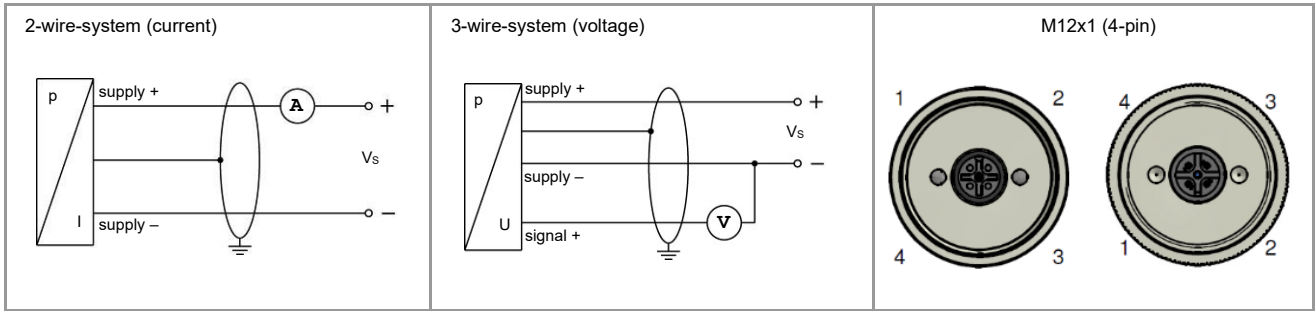 2-wire-system (current)
p
supply +
A
+
VS
I
supply –
–
3-wire-system (voltage)
p
supply +
+
VS
–
supply –
U
V
signal +
M12x1 (4-pin)
1 2
4 3
4 3
1 2